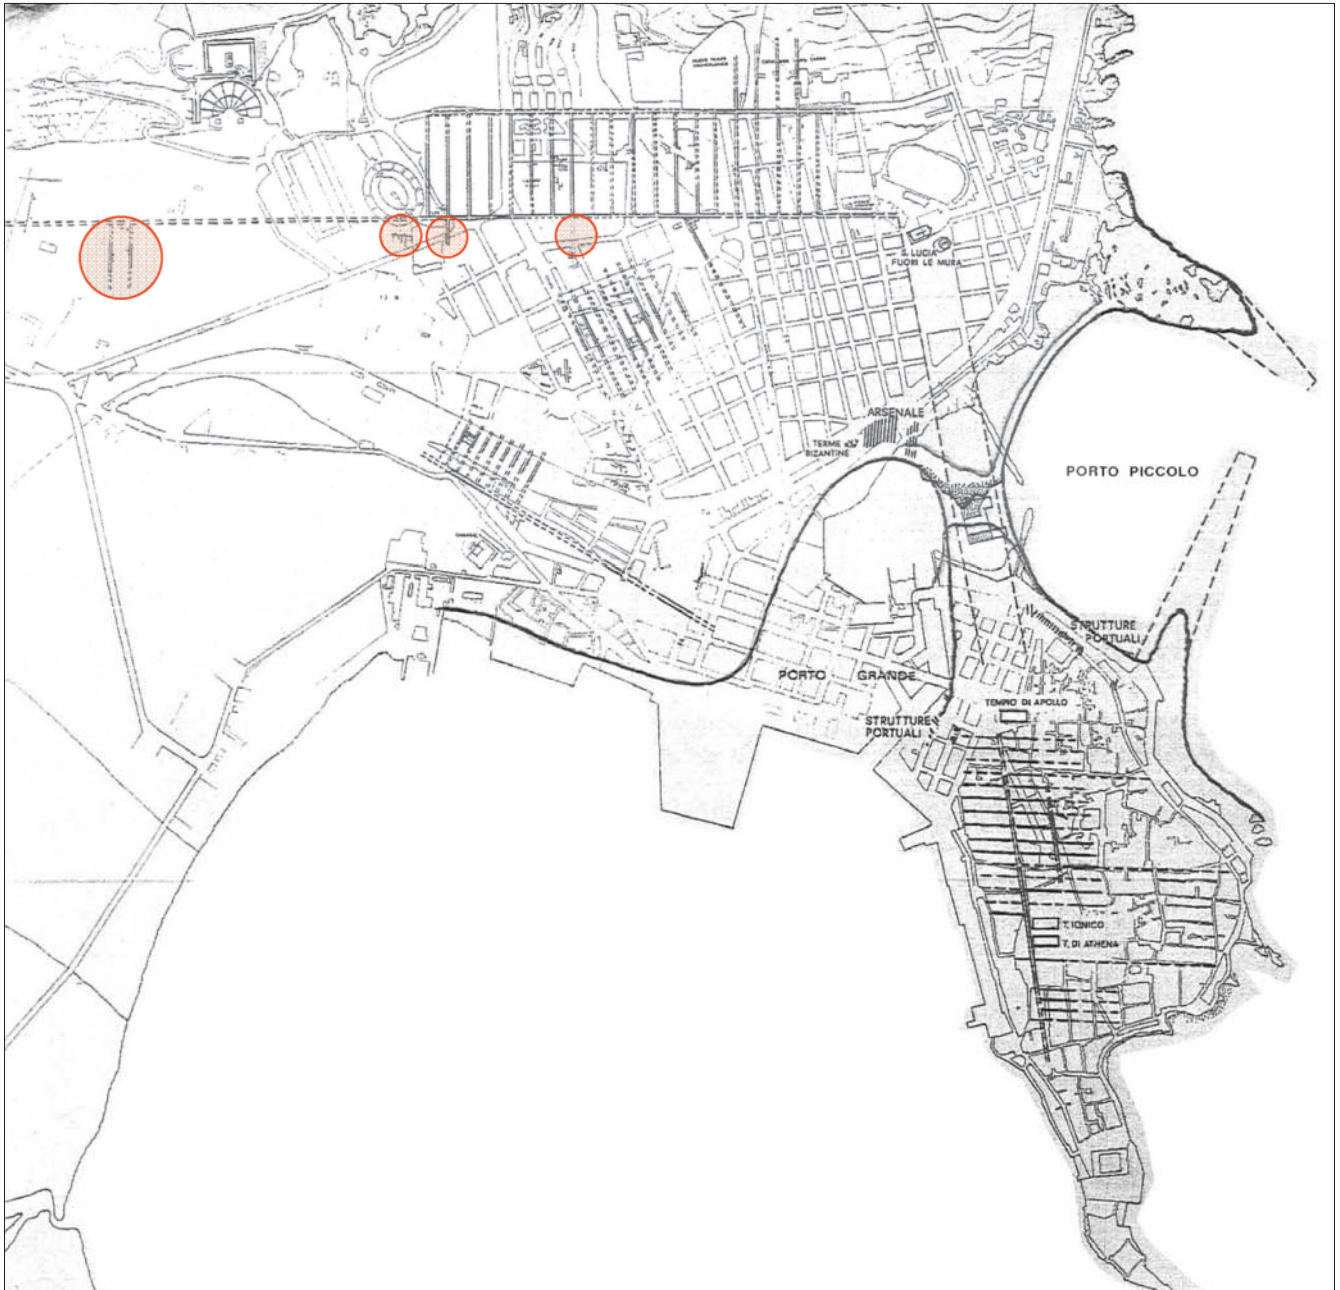 S. LUCIA
FUORI LE MURA
ARSENALE
TERME
BIZANTINE
PORTO PICCOLO
STRUTTURE
PORTUALI
PORTO GRANDE
TEMPIO DI APOLLO
STRUTTURE
PORTUALI
T. IONICO
T. DI ATHENA